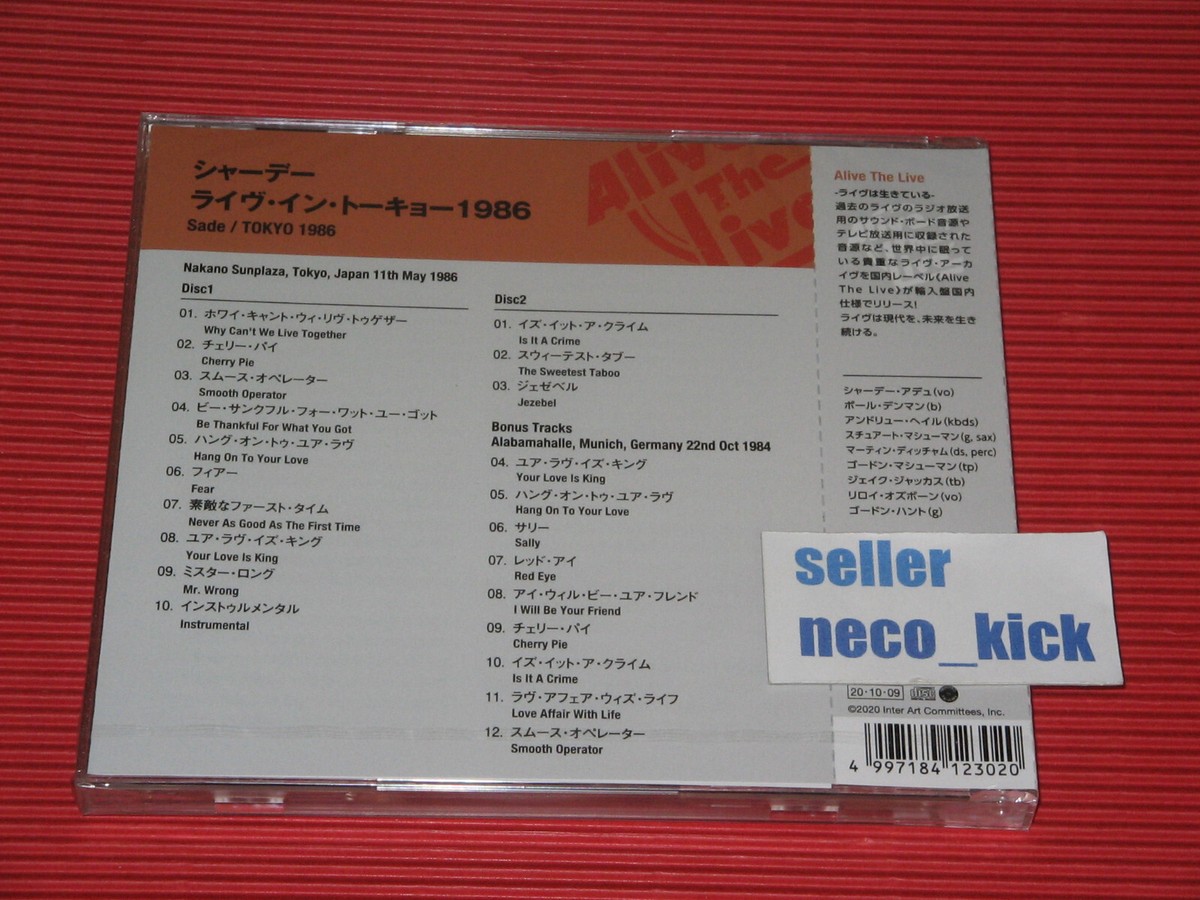 シャーデー
ライヴ・イン・トーキョー1986
Sade / TOKYO 1986
Alive
The
Live
Nakano Sunplaza, Tokyo, Japan 11th May 1986
Disc1
01. ホワイ・キャント・ウィ・リヴ・トゥゲザー
Why Can't We Live Together
02. チェリー・パイ
Cherry Pie
03. スムース・オペレーター
Smooth Operator
04. ビー・サンクフル・フォー・ワット・ユー・ゴット
Be Thankful For What You Got
05. ハング・オン・トゥ・ユア・ラヴ
Hang On To Your Love
06. フィアー
Fear
07. 素敵なファースト・タイム
Never As Good As The First Time
08. ユア・ラヴ・イズ・キング
Your Love Is King
09. ミスター・ロング
Mr. Wrong
10. インストゥルメンタル
Instrumental
Disc2
01. イズ・イット・ア・クライム
Is It A Crime
02. スウィーテスト・タブー
The Sweetest Taboo
03. ジェゼベル
Jezebel
Bonus Tracks
Alabamahalle, Munich, Germany 22nd Oct 1984
04. ユア・ラヴ・イズ・キング
Your Love Is King
05. ハング・オン・トゥ・ユア・ラヴ
Hang On To Your Love
06. サリー
Sally
07. レッド・アイ
Red Eye
08. アイ・ウィル・ビー・ユア・フレンド
I Will Be Your Friend
09. チェリー・パイ
Cherry Pie
10. イズ・イット・ア・クライム
Is It A Crime
11. ラヴ・アフェア・ウィズ・ライフ
Love Affair With Life
12. スムース・オペレーター
Smooth Operator
Alive The Live
-ライヴは生きている-
過去のライヴのラジオ放送
用のサウンド・ボード音源や
テレビ放送用に収録された
音源など、世界中に眠って
いる貴重なライヴ・アーカ
イヴを国内レーベル《Alive
The Live》が輸入盤国内
仕様でリリース!
ライヴは現代を、未来を生き
続ける。
シャーデー・アデュ(vo)
ポール・デンマン(b)
アンドリュー・ヘイル(kbds)
スチュアート・マシューマン(g, sax)
マーティン・ディッチャム(ds, perc)
ゴードン・マシューマン(tp)
ジェイク・ジャッカス(tb)
リロイ・オズボーン(vo)
ゴードン・ハント(g)
seller
neco_kick
20・10・09
©2020 Inter Art Committees, Inc.
4 997184 123020